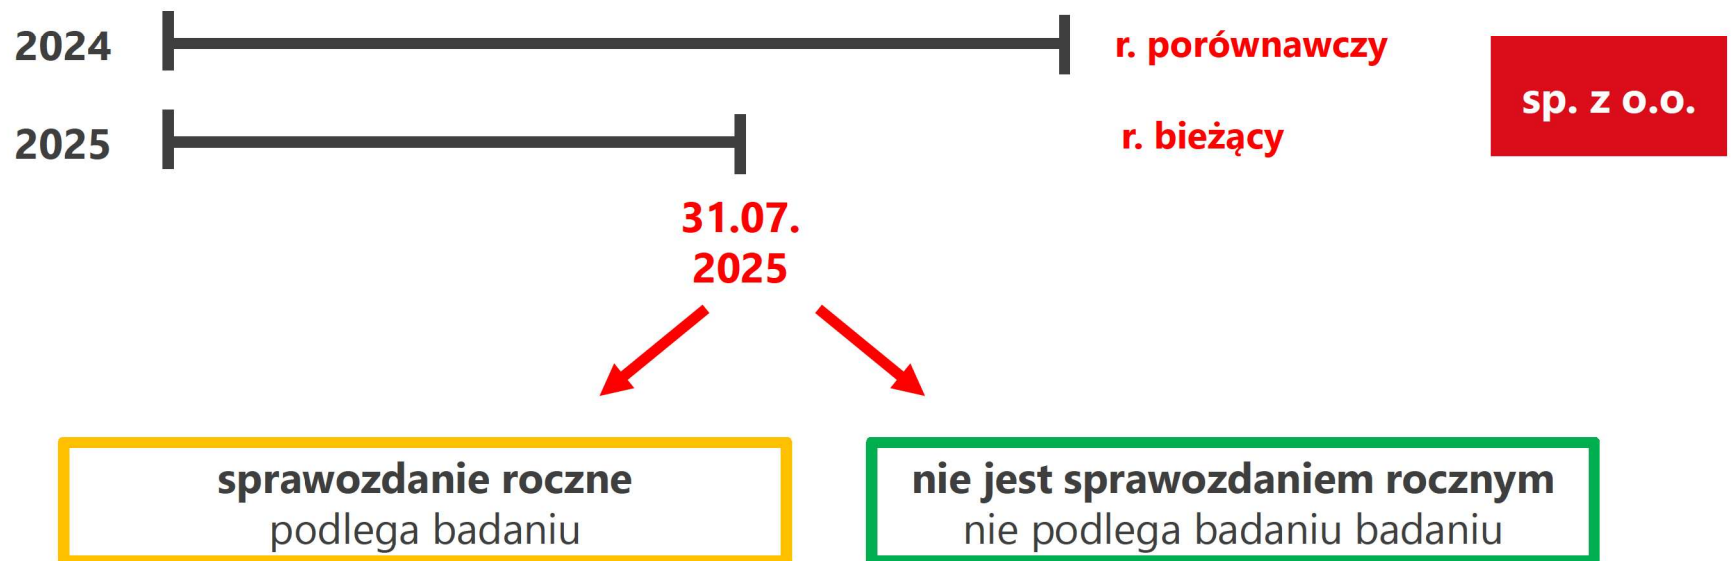 2024
r. porównawczy
sp. z o.o.
2025
r. bieżący
31.07.
2025
sprawozdanie roczne
podlega badaniu
nie jest sprawozdaniem rocznym
nie podlega badaniu badaniu